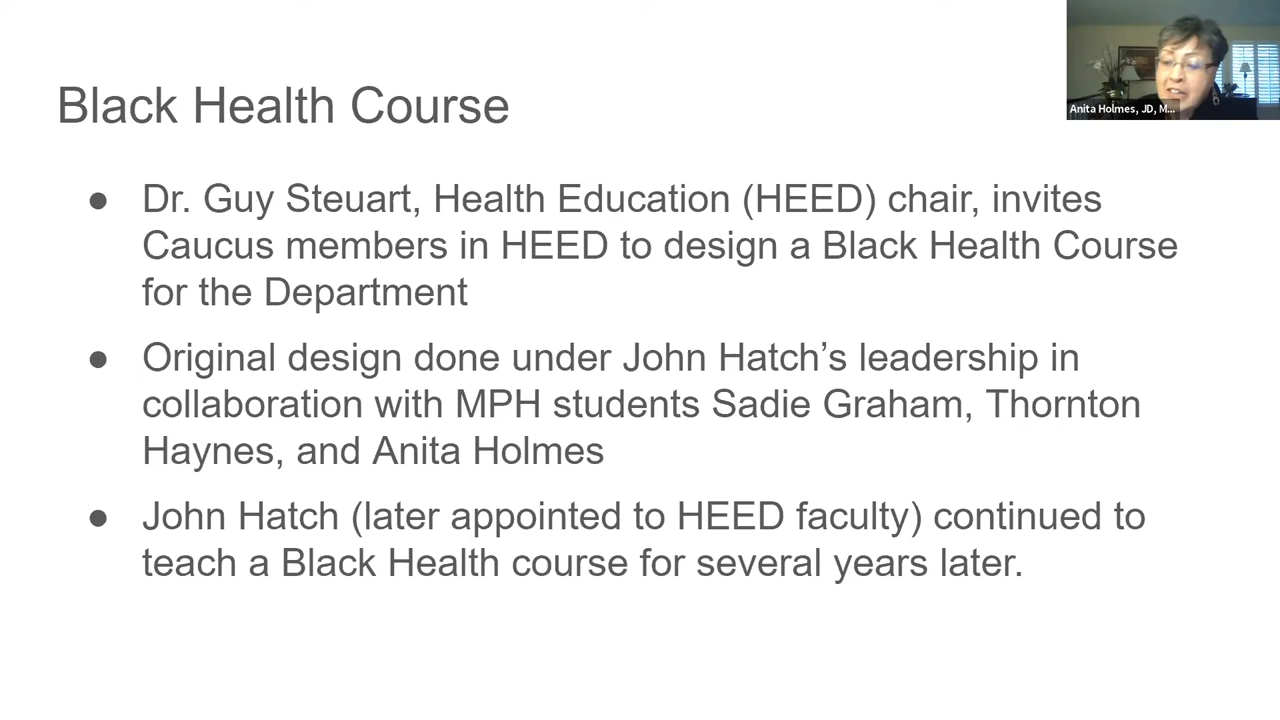 Anita Holmes, JD, M...
Black Health Course
● Dr. Guy Steuart, Health Education (HEED) chair, invites
Caucus members in HEED to design a Black Health Course
for the Department
● Original design done under John Hatch’s leadership in
collaboration with MPH students Sadie Graham, Thornton
Haynes, and Anita Holmes
● John Hatch (later appointed to HEED faculty) continued to
teach a Black Health course for several years later.